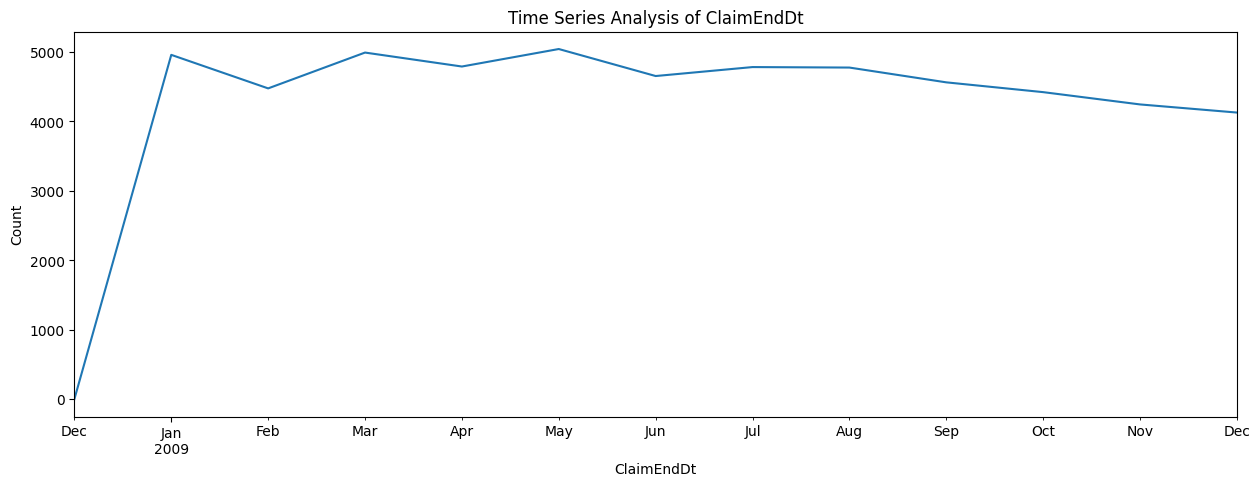 Time Series Analysis of ClaimEndDt
5000
4000
3000
2000
1000
0
Count
Dec Jan Feb Mar Apr May Jun Jul Aug Sep Oct Nov Dec
2009
ClaimEndDt